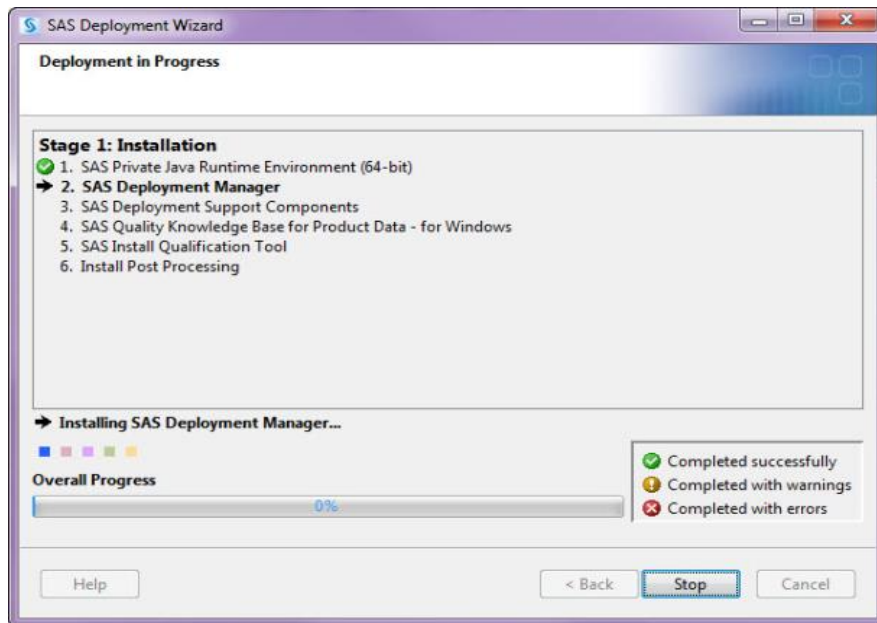 SAS Deployment Wizard
Deployment in Progress
Stage 1: Installation
1. SAS Private Java Runtime Environment (64-bit)
2. SAS Deployment Manager
3. SAS Deployment Support Components
4. SAS Quality Knowledge Base for Product Data - for Windows
5. SAS Install Qualification Tool
6. Install Post Processing
Installing SAS Deployment Manager...
Overall Progress
0%
Completed successfully
Completed with warnings
Completed with errors
Help
< Back
Stop
Cancel